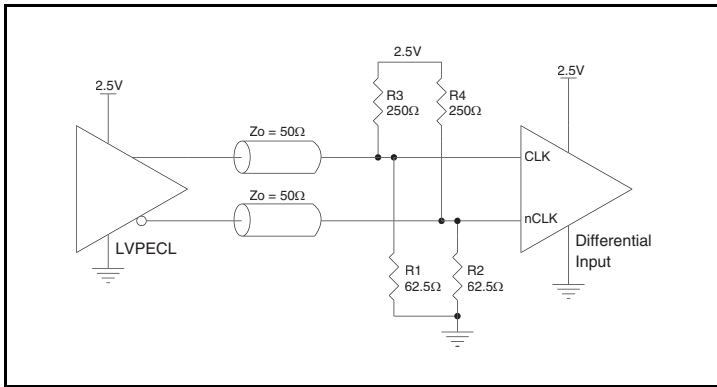 2.5V
2.5V
2.5V
R3
250Ω
R4
250Ω
Zo = 50Ω
CLK
Zo = 50Ω
nCLK
LVPECL
Differential
Input
R1
62.5Ω
R2
62.5Ω